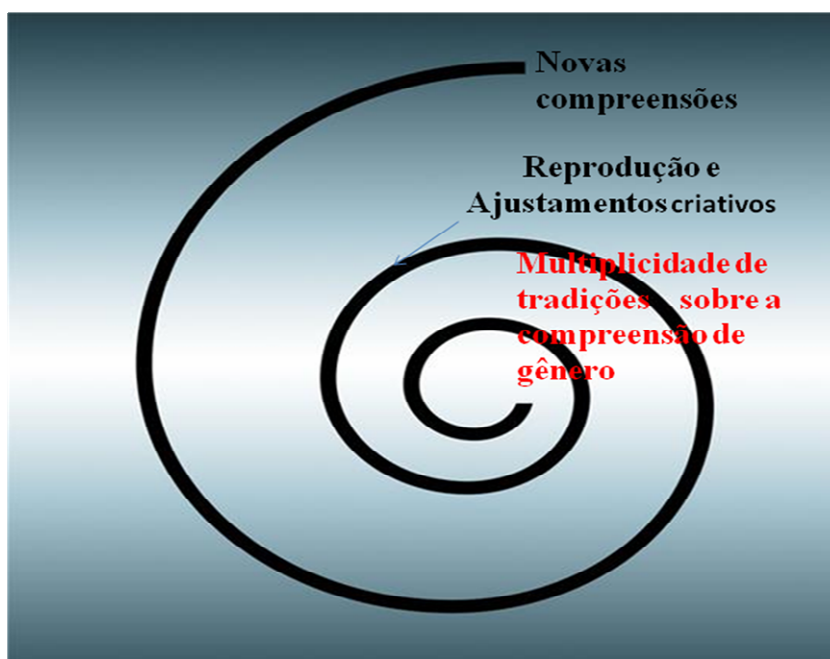 Novas
compreensões
Reprodução e
Ajustamentos criativos
Multiplicidade de
tradições sobre a
compreensão de
gênero